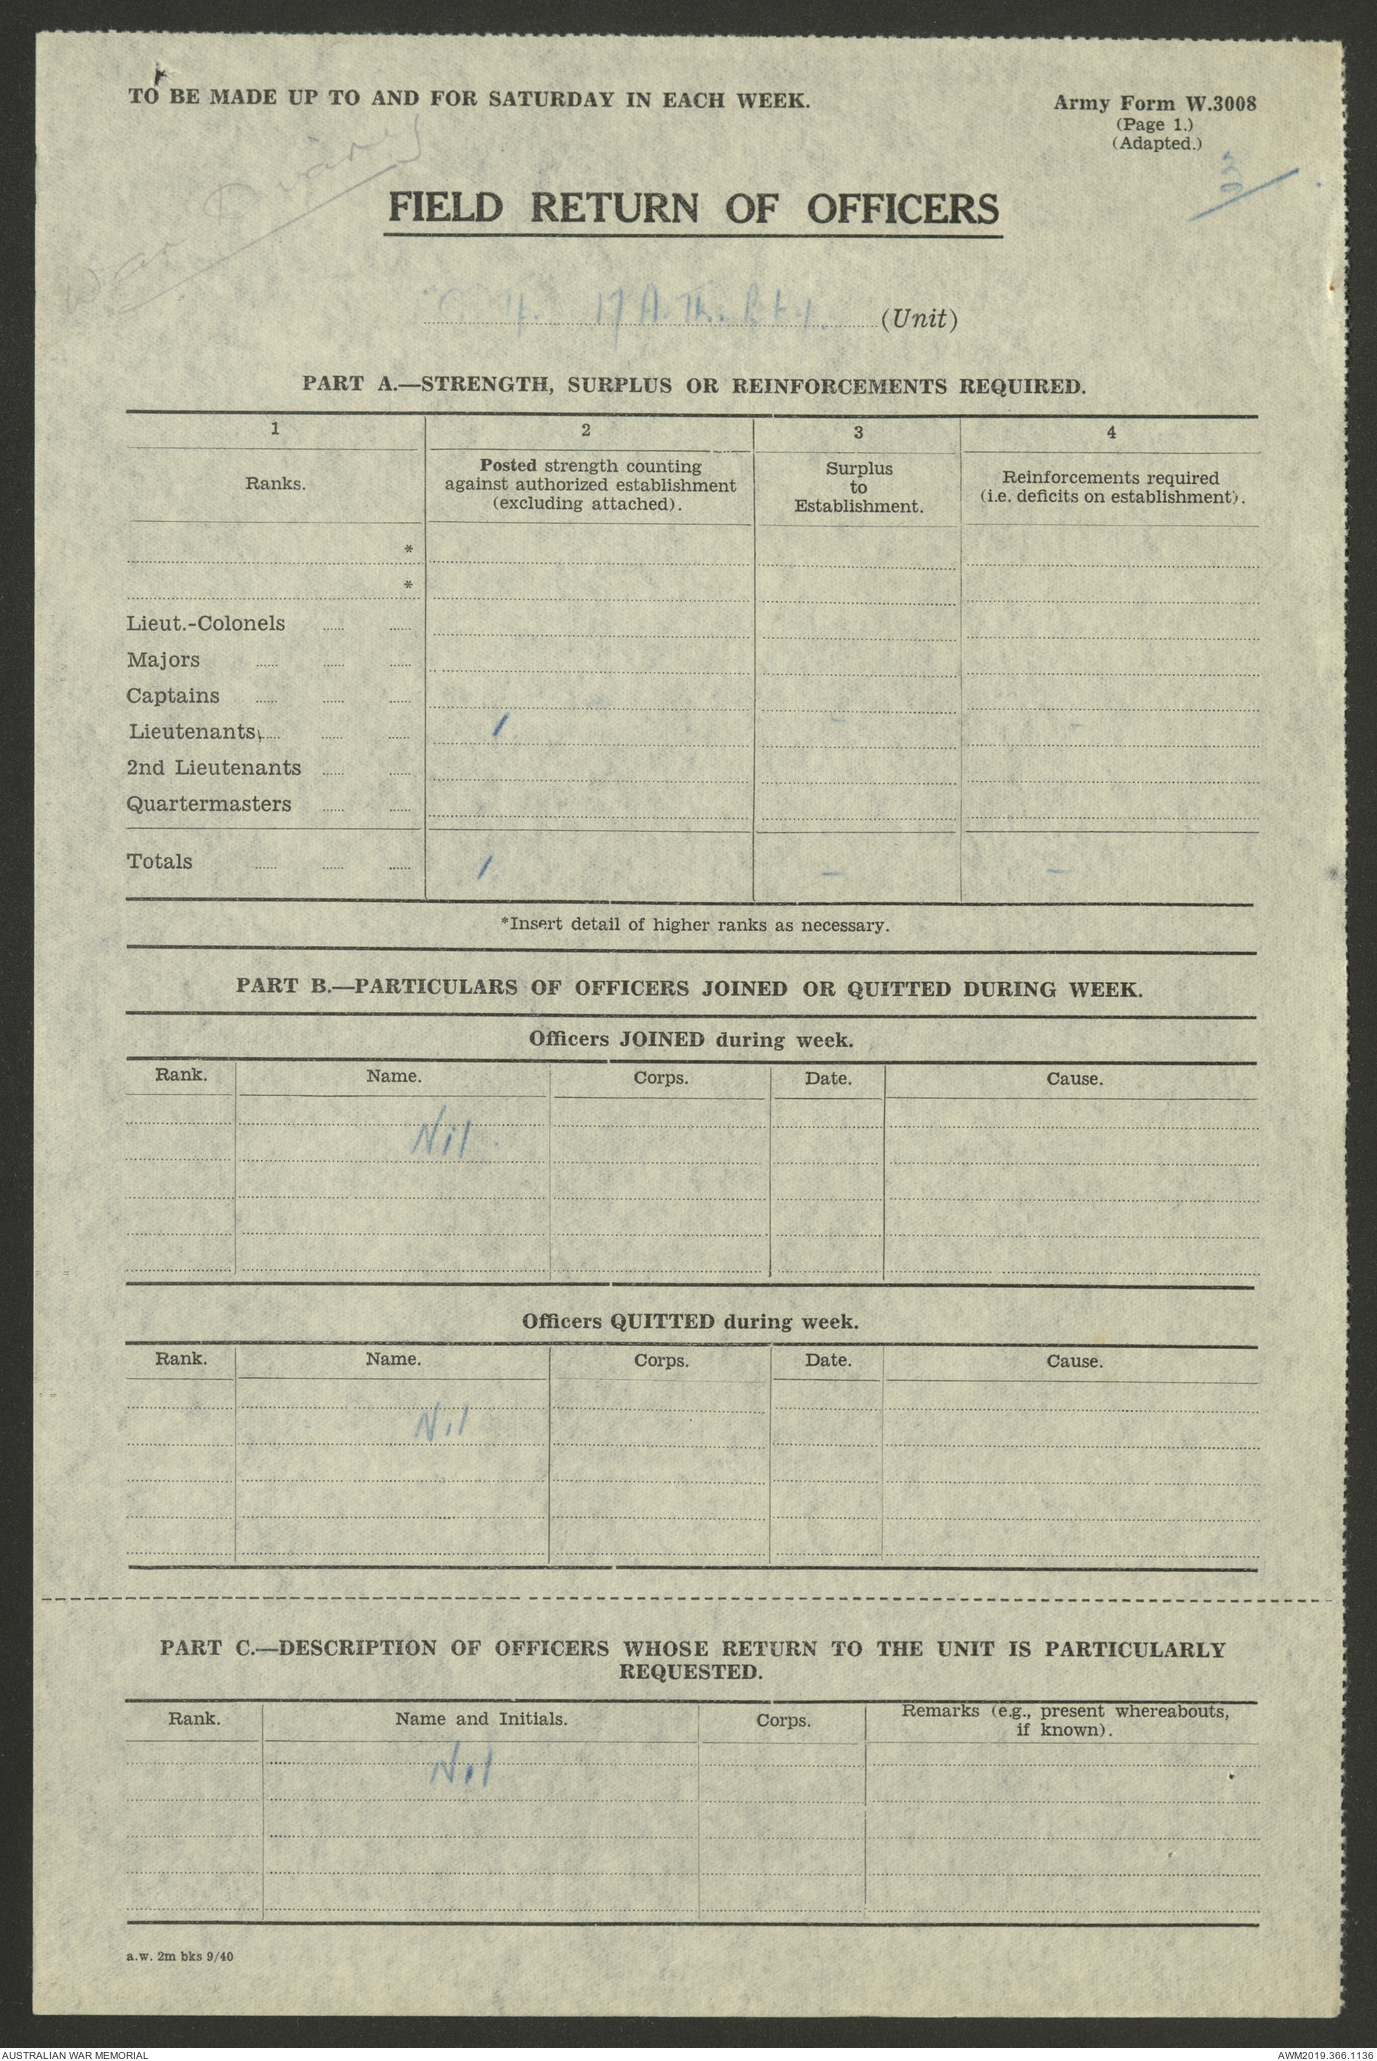 TO BE MADE UP TO AND FOR SATURDAY IN EACH WEEK.
Army Form W.3008
(Page 1.)
(Adapted.)
War Diary
FIELD RETURN OF OFFICERS
(Unit)
PART A.—STRENGTH, SURPLUS OR REINFORCEMENTS REQUIRED.
1 2 3 4
Ranks. Posted strength counting against authorized establishment (excluding attached). Surplus to Establishment. Reinforcements required (i.e. deficits on establishment).
*
*
Lieut.-Colonels
Majors
Captains
Lieutenants 1 - -
2nd Lieutenants
Quartermasters
Totals 1 - -
*Insert detail of higher ranks as necessary.
PART B.—PARTICULARS OF OFFICERS JOINED OR QUITTED DURING WEEK.
Officers JOINED during week.
Rank. Name. Corps. Date. Cause.
Nil.
Officers QUITTED during week.
Rank. Name. Corps. Date. Cause.
Nil
PART C.—DESCRIPTION OF OFFICERS WHOSE RETURN TO THE UNIT IS PARTICULARLY
REQUESTED.
Rank. Name and Initials. Corps. Remarks (e.g., present whereabouts, if known).
Nil
a.w. 2m bks 9/40
AUSTRALIAN WAR MEMORIAL
AWM2019.366.1136